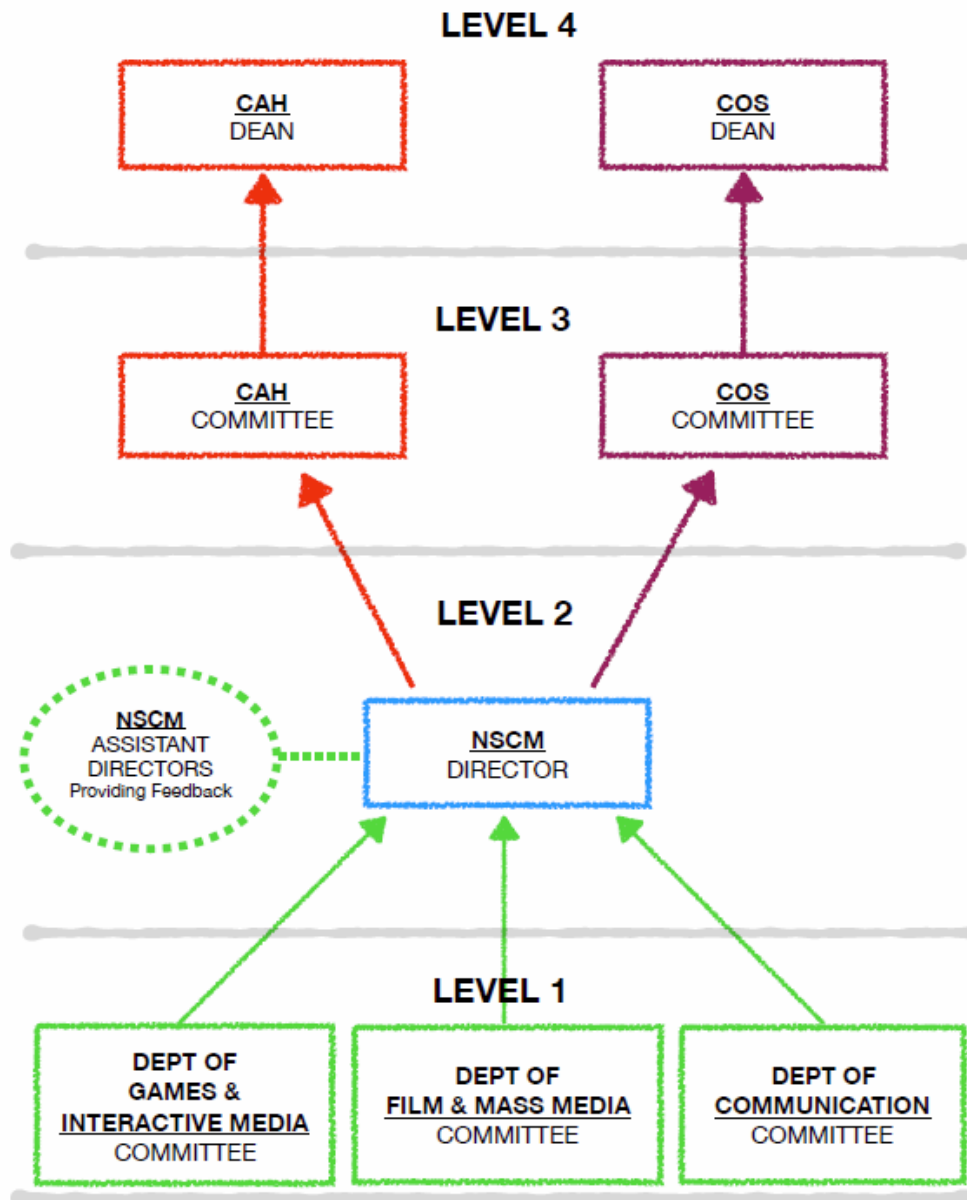 LEVEL 4
CAH
DEAN
COS
DEAN
LEVEL 3
CAH
COMMITTEE
COS
COMMITTEE
LEVEL 2
NSCM
ASSISTANT
DIRECTORS
Providing Feedback
NSCM
DIRECTOR
LEVEL 1
DEPT OF
GAMES &
INTERACTIVE MEDIA
COMMITTEE
DEPT OF
FILM & MASS MEDIA
COMMITTEE
DEPT OF
COMMUNICATION
COMMITTEE